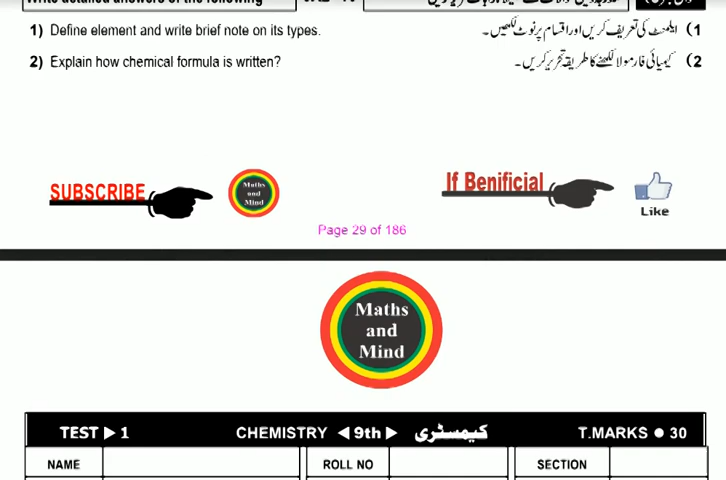 Write detailed answers of the following
1) Define element and write brief note on its types.
1) ایلیمنٹ کی تعریف کریں اور اقسام پر نوٹ لکھیں۔
2) Explain how chemical formula is written?
2) کیمیائی فارمولا لکھنے کا طریقہ تحریر کریں۔
SUBSCRIBE
Maths
and
Mind
If Benificial
Like
Page 29 of 186
Maths
and
Mind
TEST ▶ 1 CHEMISTRY ◀ 9th ▶ کیمسٹری T.MARKS ● 30
NAME ROLL NO SECTION